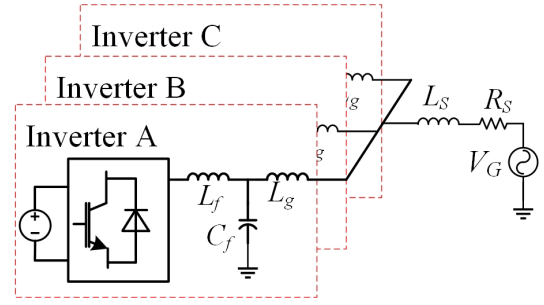 Inverter C
Inverter B
Inverter A
g
g
L_S
R_S
V_G
L_f
L_g
C_f